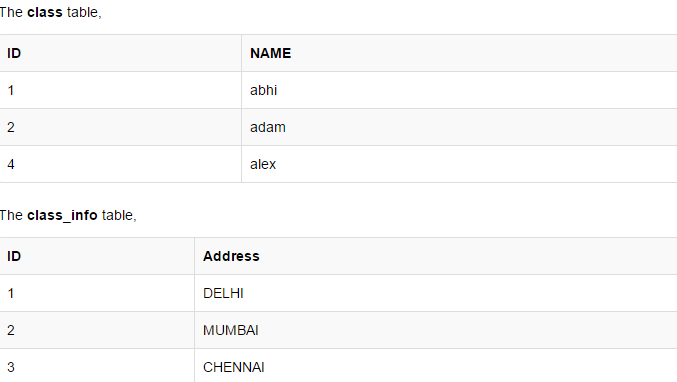 The class table,
ID NAME
1 abhi
2 adam
4 alex
The class_info table,
ID Address
1 DELHI
2 MUMBAI
3 CHENNAI